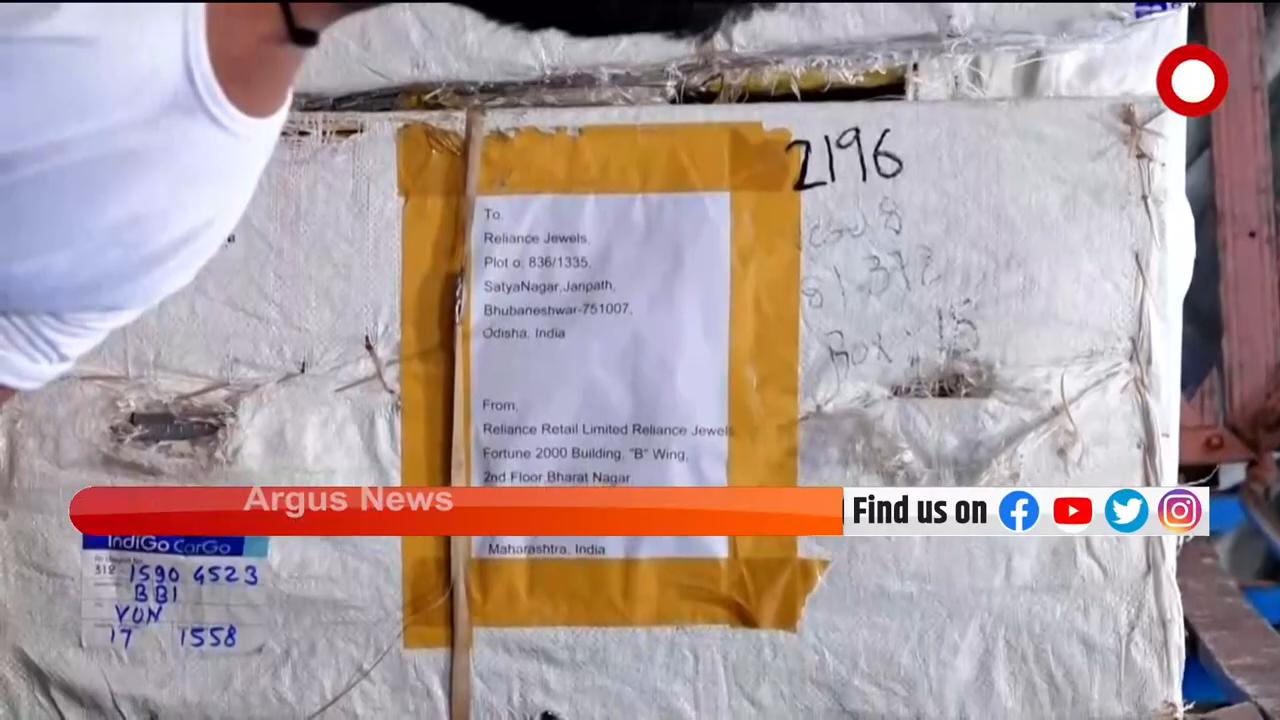 2196
To,
Reliance Jewels,
Plot o, 836/1335,
SatyaNagar,Janpath,
Bhubaneshwar-751007,
Odisha, India
Box : 15
From,
Reliance Retail Limited Reliance Jewels
Fortune 2000 Building, "B" Wing,
2nd Floor,Bharat Nagar
Argus News
Find us on
Maharashtra, India
IndiGo CarGo
312- 1590 4523
BBI
17 1558